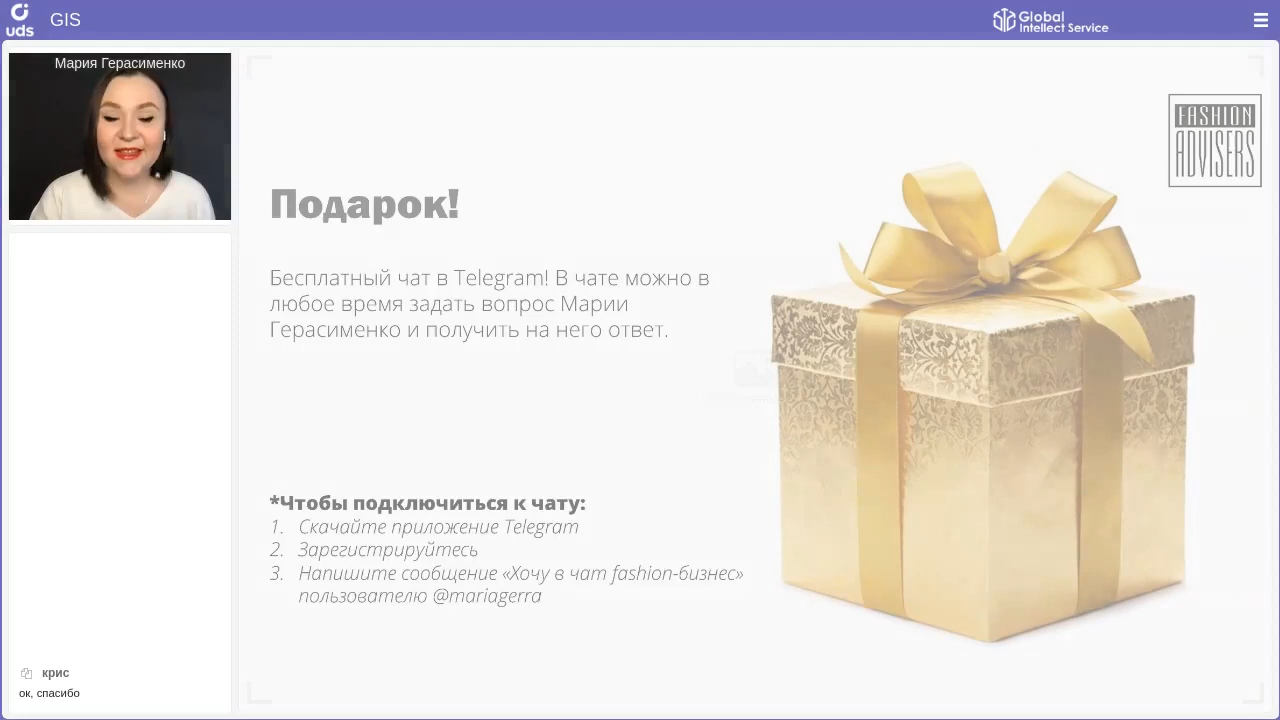 uds
GIS
Global
Intellect Service
Мария Герасименко
FASHION
ADVISERS
Подарок!
Бесплатный чат в Telegram! В чате можно в
любое время задать вопрос Марии
Герасименко и получить на него ответ.
*Чтобы подключиться к чату:
1. Скачайте приложение Telegram
2. Зарегистрируйтесь
3. Напишите сообщение «Хочу в чат fashion-бизнес»
пользователю @mariagerra
крис
ок, спасибо